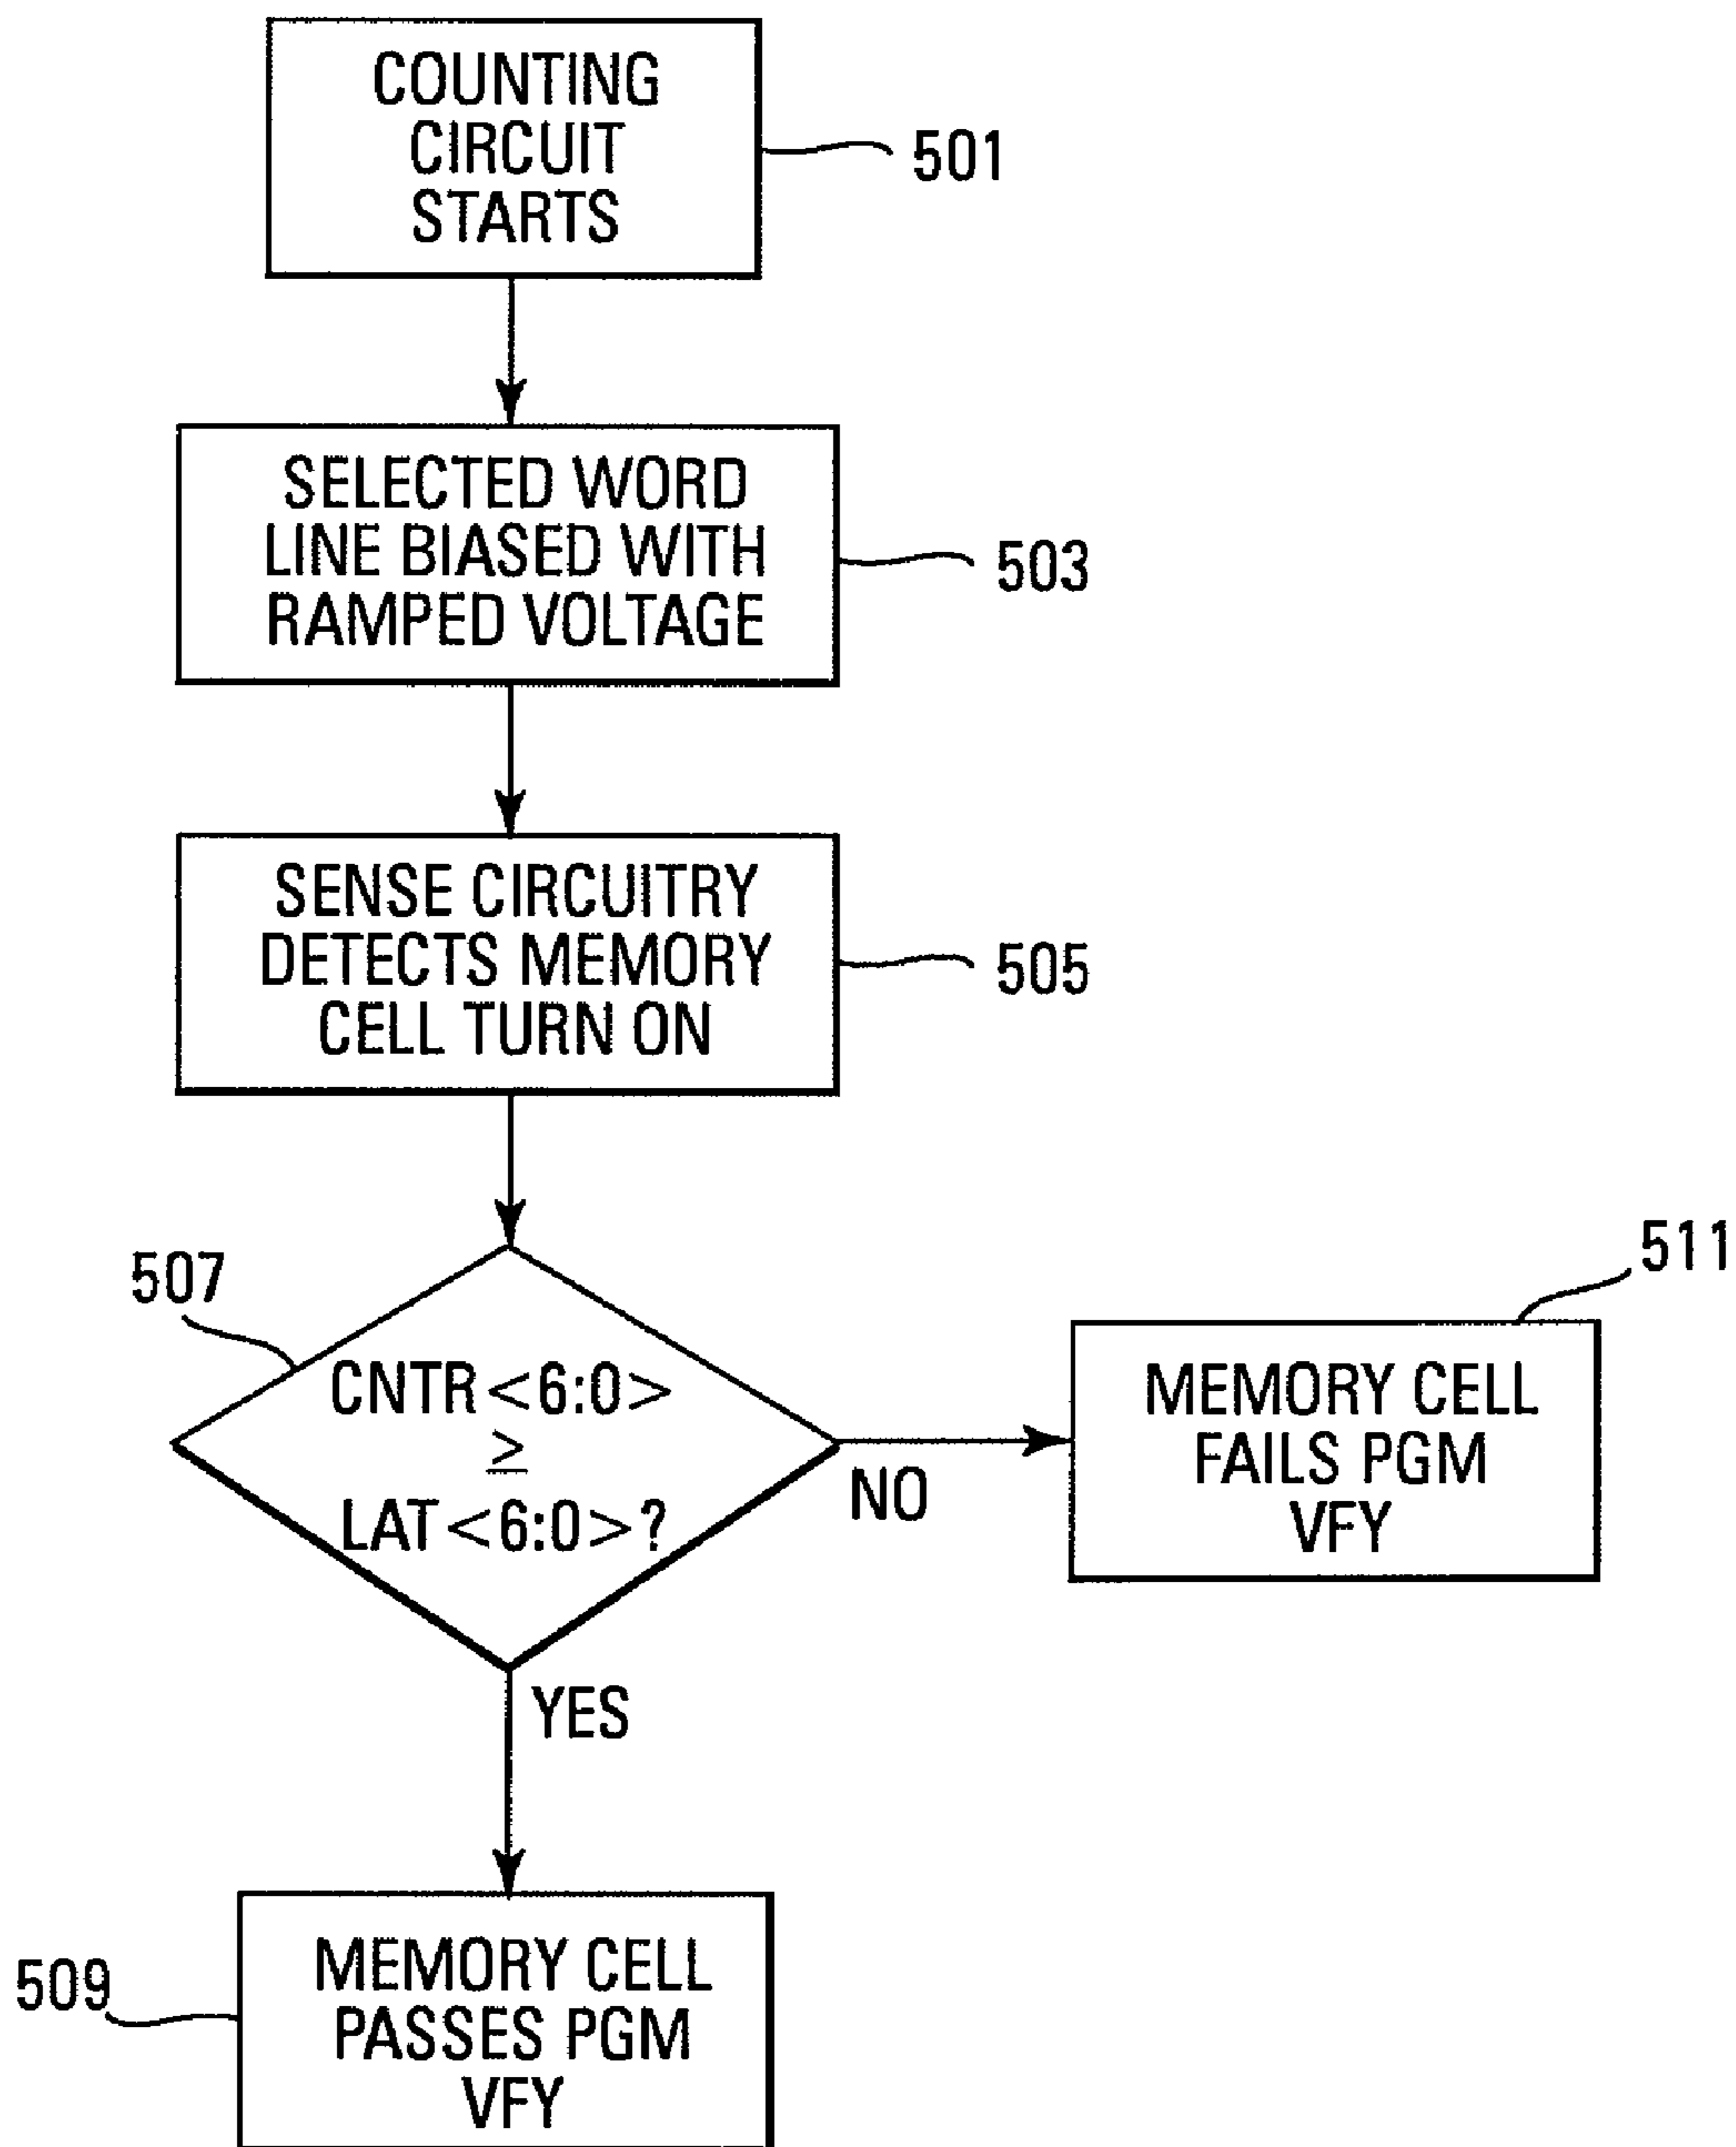 COUNTING
CIRCUIT
STARTS
501
SELECTED WORD
LINE BIASED WITH
RAMPED VOLTAGE
503
SENSE CIRCUITRY
DETECTS MEMORY
CELL TURN ON
505
507
CNTR<6:0>
≥
LAT<6:0>?
NO
511
MEMORY CELL
FAILS PGM
VFY
YES
509
MEMORY CELL
PASSES PGM
VFY